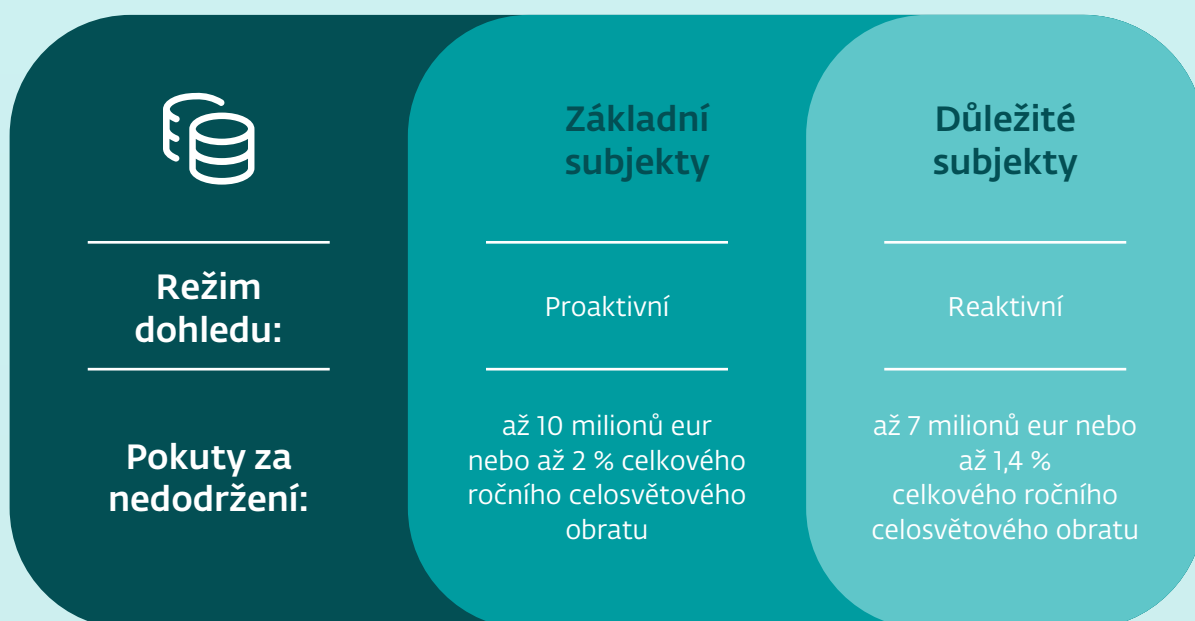 Základní
subjekty
Důležité
subjekty
Režim
dohledu:
Proaktivní
Reaktivní
Pokuty za
nedodržení:
až 10 milionů eur
nebo až 2 % celkového
ročního celosvětového
obratu
až 7 milionů eur nebo
až 1,4 %
celkového ročního
celosvětového obratu